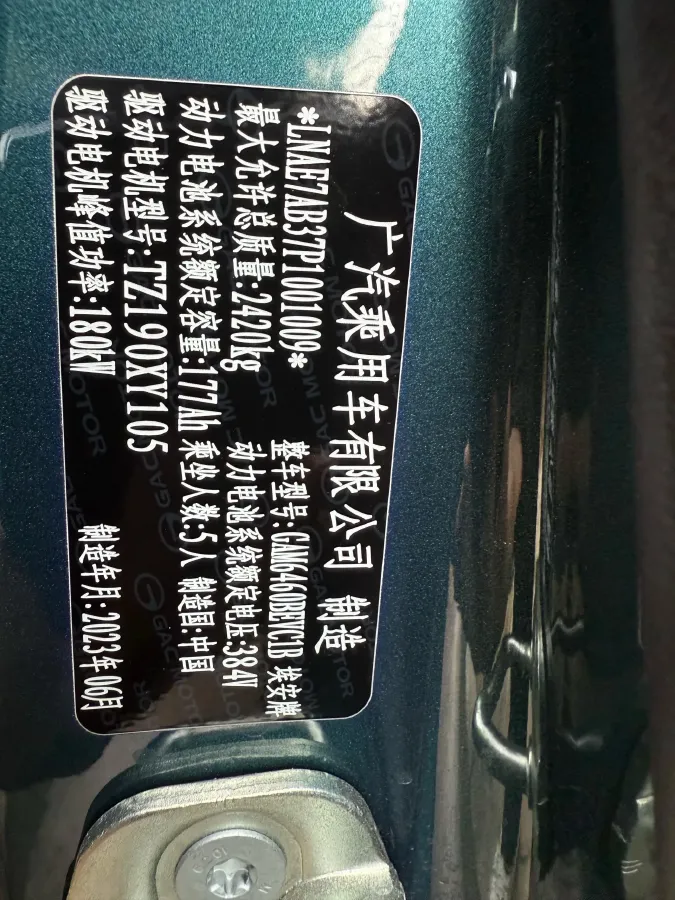 广汽乘用车有限公司 制造
*LNAE7AB37P1001009* 整车型号:GAM6460BEVC1B 埃安牌
最大允许总质量:2420kg 动力电池系统额定电压:384V
动力电池系统额定容量:177Ah 乘坐人数:5人 制造国:中国
驱动电机型号:TZ190XY105
驱动电机峰值功率:180kW 制造年月:2023年06月